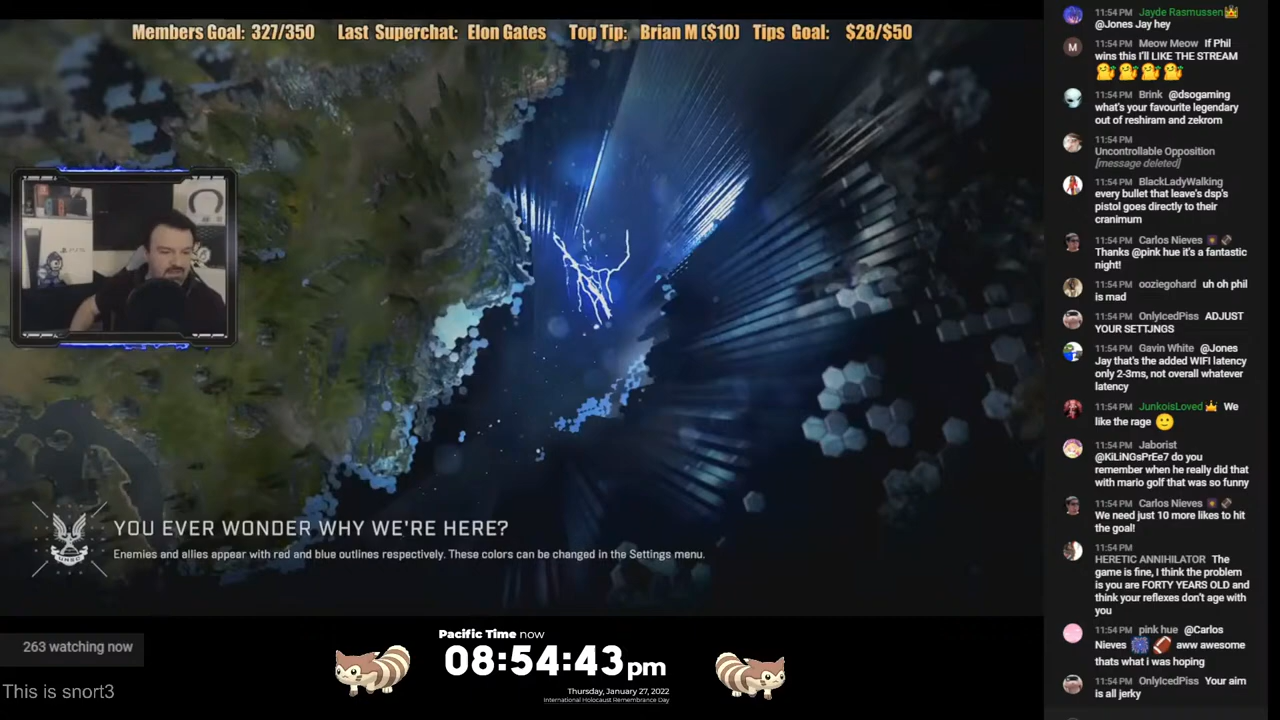 Members Goal: 327/350 Last Superchat: Elon Gates Top Tip: Brian M ($10) Tips Goal: $28/$50
YOU EVER WONDER WHY WE'RE HERE?
Enemies and allies appear with red and blue outlines respectively. These colors can be changed in the Settings menu.
UNSC
263 watching now
This is snort3
Pacific Time now
08:54:43pm
Thursday, January 27, 2022
International Holocaust Remembrance Day
11:54 PM Jayde Rasmussen
@Jones Jay hey
M
11:54 PM Meow Meow If Phil
wins this I'll LIKE THE STREAM
11:54 PM Brink @dsogaming
what's your favourite legendary
out of reshiram and zekrom
11:54 PM
Uncontrollable Opposition
[message deleted]
11:54 PM BlackLadyWalking
every bullet that leave's dsp's
pistol goes directly to their
cranimum
11:54 PM Carlos Nieves
Thanks @pink hue it's a fantastic
night!
11:54 PM ooziegohard uh oh phil
is mad
11:54 PM OnlyIcedPiss ADJUST
YOUR SETTJNGS
11:54 PM Gavin White @Jones
Jay that's the added WIFI latency
only 2-3ms, not overall whatever
latency
11:54 PM JunkoisLoved We
like the rage
11:54 PM Jaborist
@KiLiNGsPrEe7 do you
remember when he really did that
with mario golf that was so funny
11:54 PM Carlos Nieves
We need just 10 more likes to hit
the goal!
11:54 PM
HERETIC ANNIHILATOR The
game is fine, I think the problem
is you are FORTY YEARS OLD and
think your reflexes don't age with
you
11:54 PM pink hue @Carlos
Nieves aww awesome
thats what i was hoping
11:54 PM OnlyIcedPiss Your aim
is all jerky